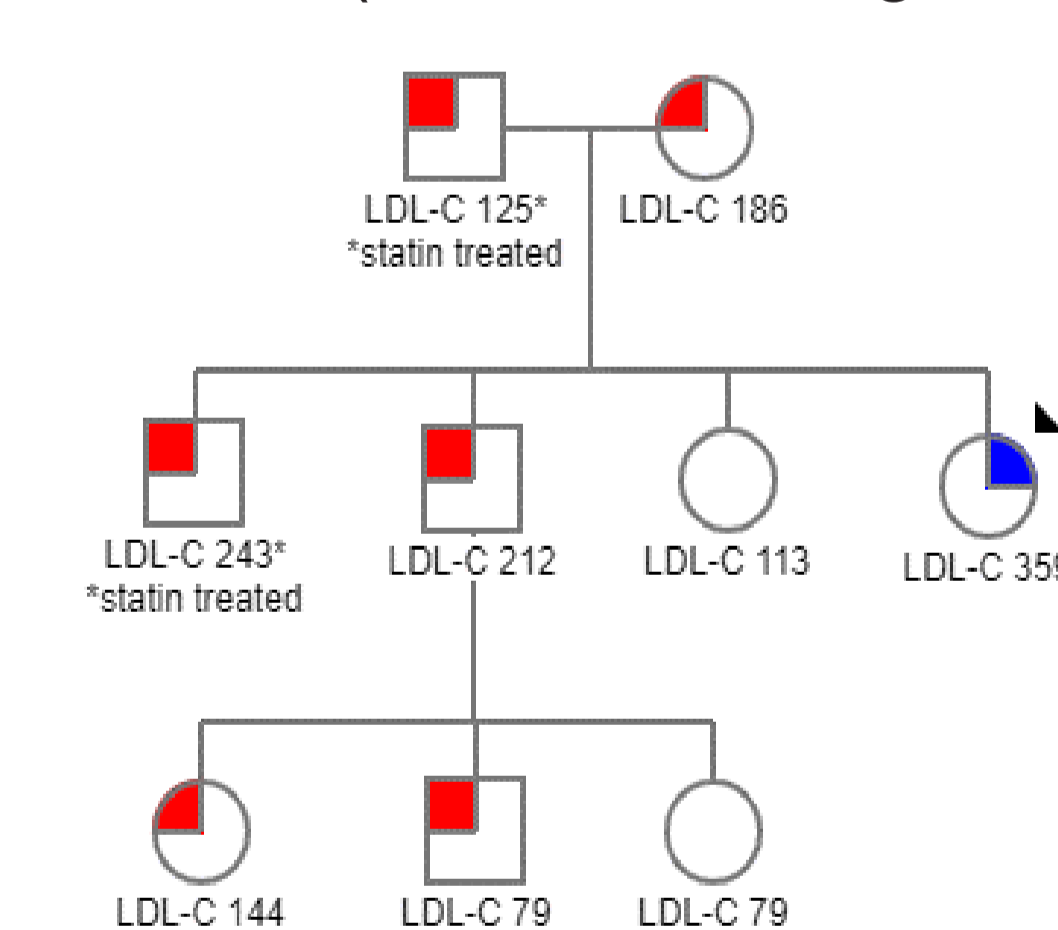 LDL-C 125*
*statin treated
LDL-C 186
LDL-C 243*
*statin treated
LDL-C 212
LDL-C 113
LDL-C
LDL-C 144
LDL-C 79
LDL-C 79